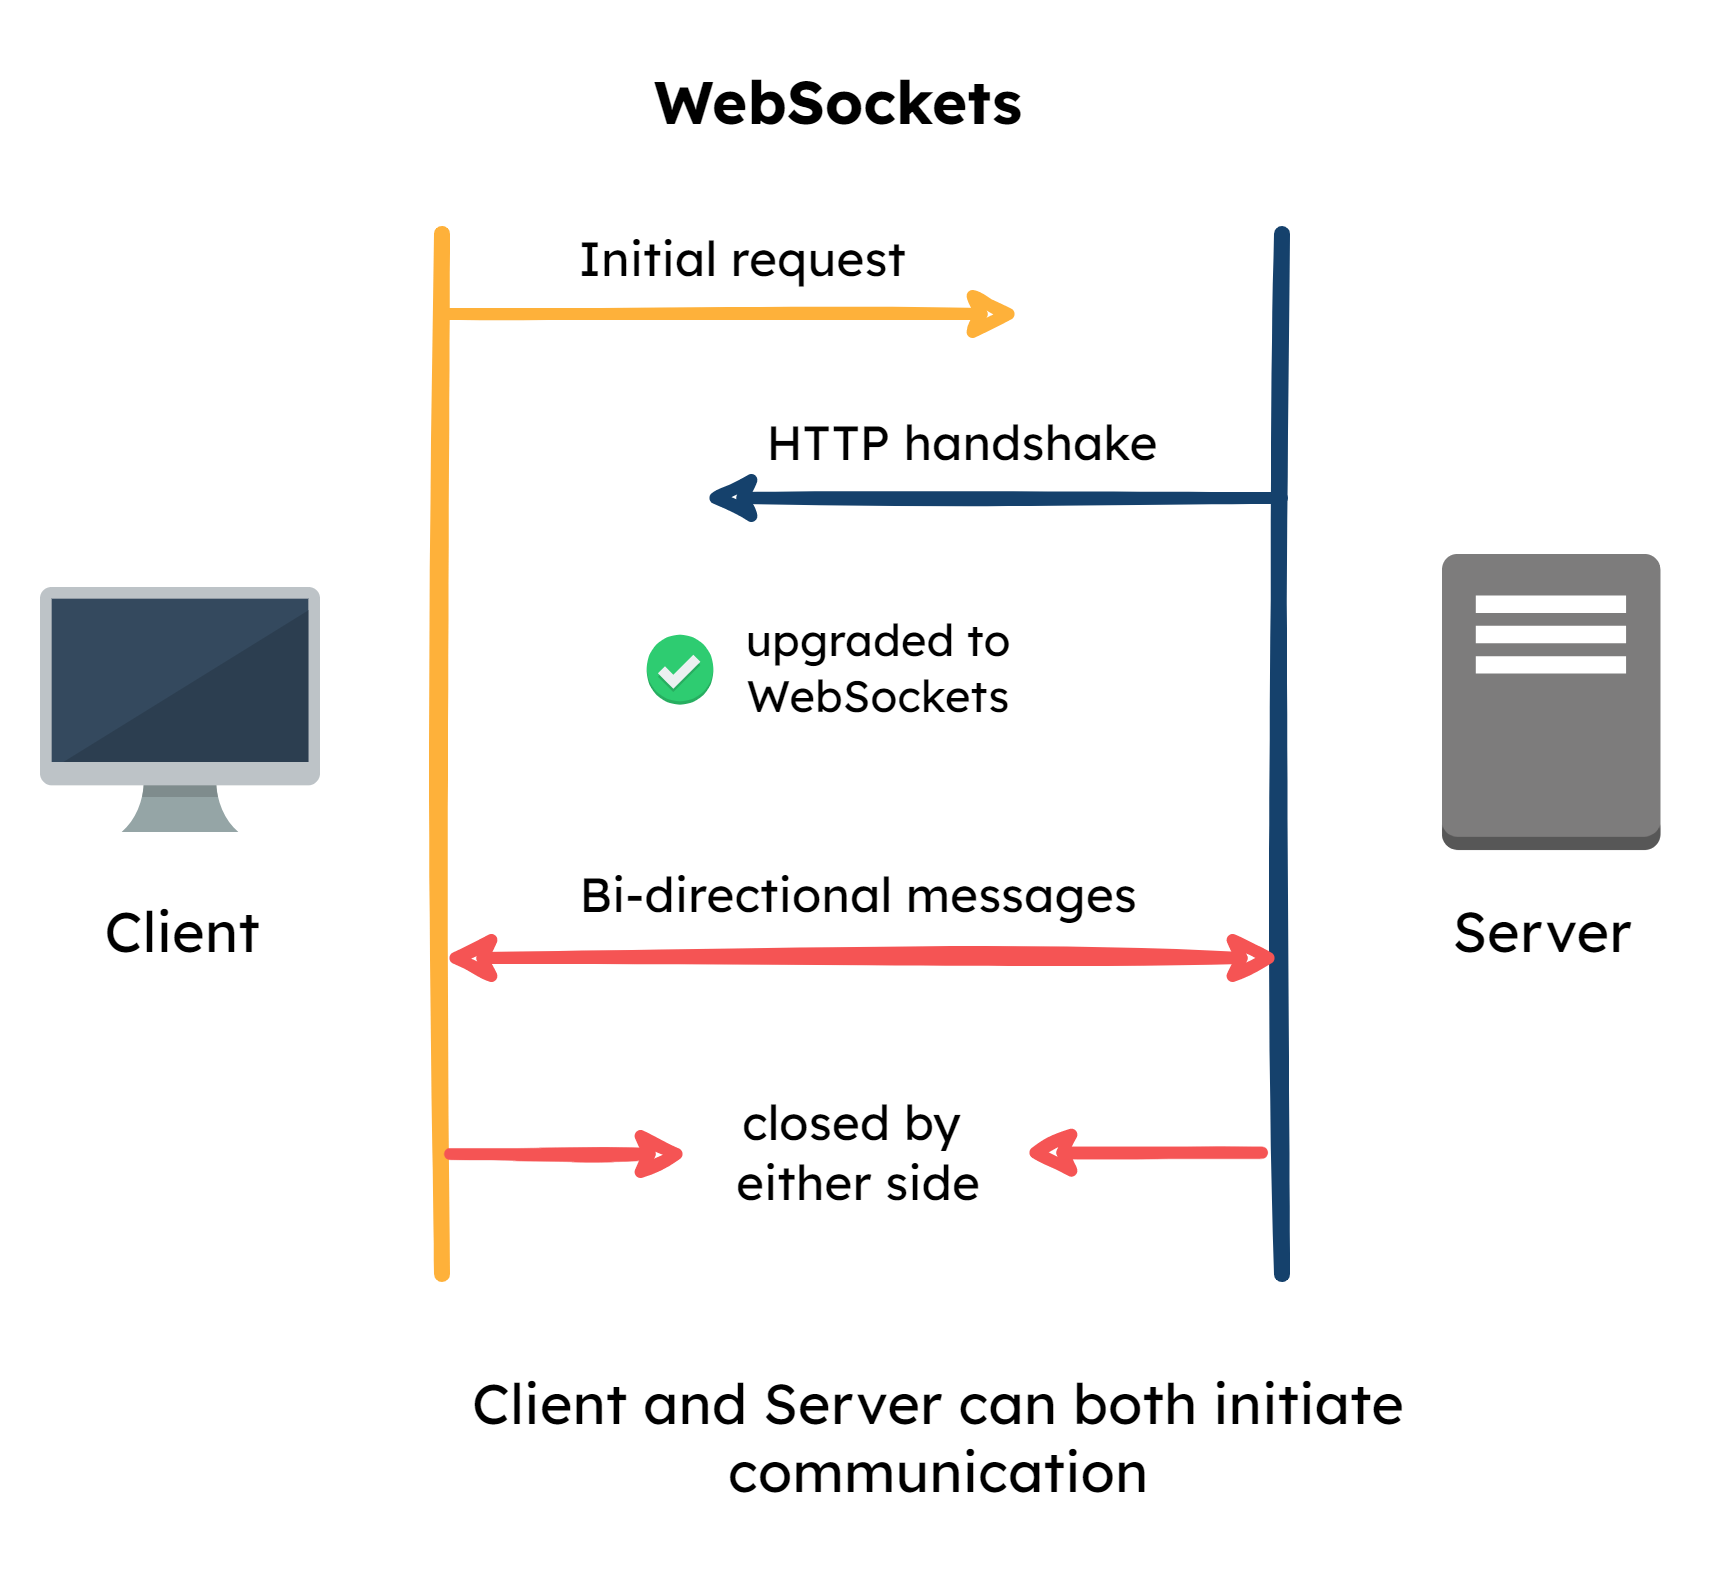 WebSockets
Initial request
HTTP handshake
upgraded to
WebSockets
Bi-directional messages
Client
Server
closed by
either side
Client and Server can both initiate
communication